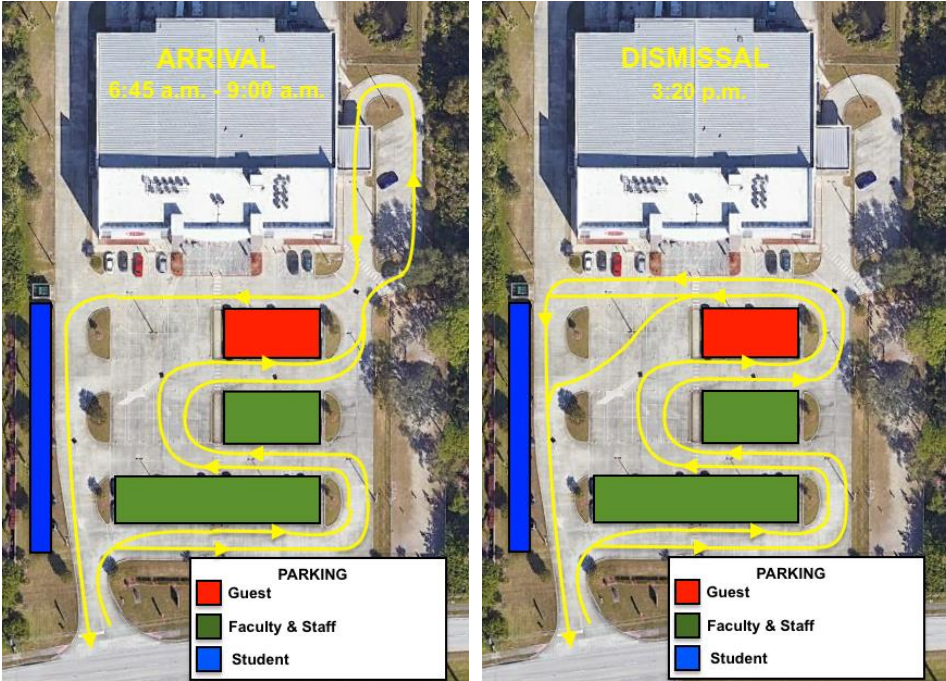 ARRIVAL
6:45 a.m. - 9:00 a.m.
PARKING
Guest
Faculty & Staff
Student
DISMISSAL
3:20 p.m.
PARKING
Guest
Faculty & Staff
Student